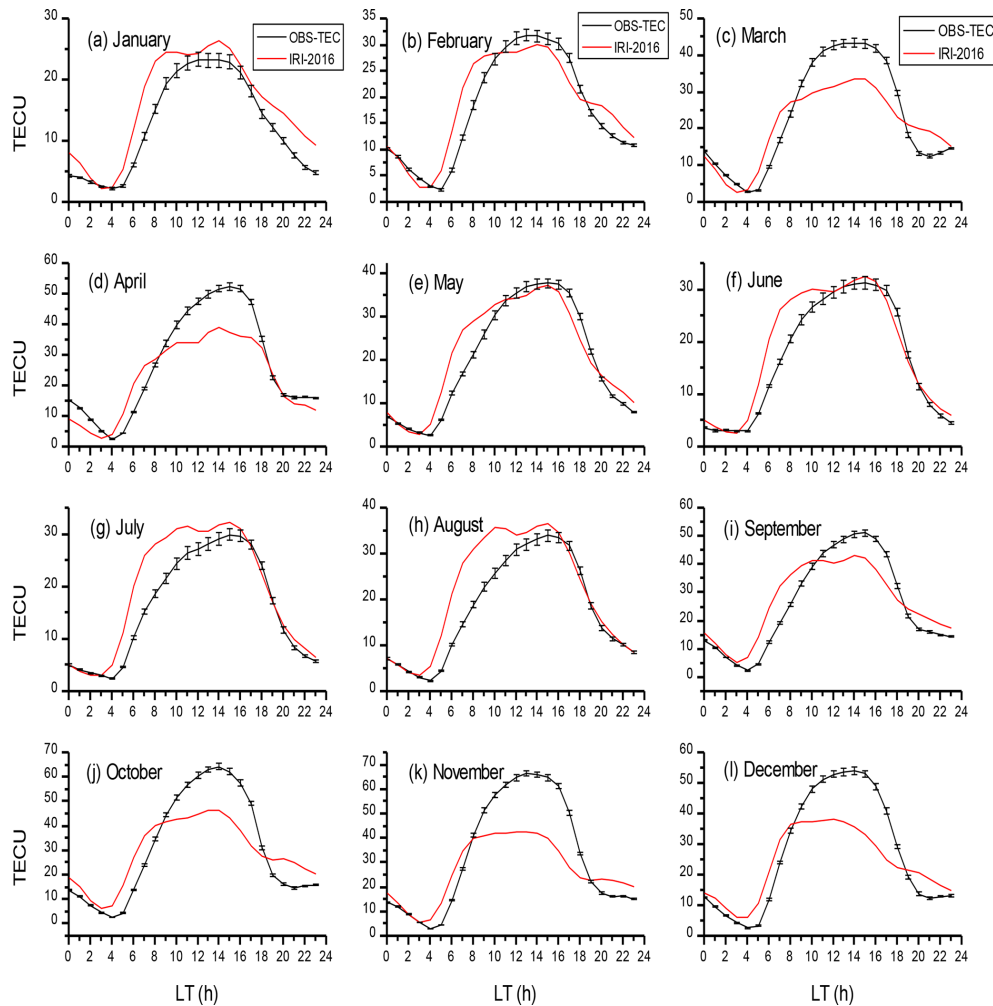 (a) January
OBS-TEC
IRI-2016
30
20
10
0
TECU
0 2 4 6 8 10 12 14 16 18 20 22 24
(b) February
OBS-TEC
IRI-2016
35
30
25
20
15
10
5
0
0 2 4 6 8 10 12 14 16 18 20 22 24
(c) March
OBS-TEC
IRI-2016
50
40
30
20
10
0
0 2 4 6 8 10 12 14 16 18 20 22 24
(d) April
60
50
40
30
20
10
0
TECU
0 2 4 6 8 10 12 14 16 18 20 22 24
(e) May
40
30
20
10
0
0 2 4 6 8 10 12 14 16 18 20 22 24
(f) June
30
20
10
0
0 2 4 6 8 10 12 14 16 18 20 22 24
(g) July
30
20
10
0
TECU
0 2 4 6 8 10 12 14 16 18 20 22 24
(h) August
40
30
20
10
0
0 2 4 6 8 10 12 14 16 18 20 22 24
(i) September
60
50
40
30
20
10
0
0 2 4 6 8 10 12 14 16 18 20 22 24
(j) October
70
60
50
40
30
20
10
0
TECU
0 2 4 6 8 10 12 14 16 18 20 22 24
LT (h)
(k) November
70
60
50
40
30
20
10
0
0 2 4 6 8 10 12 14 16 18 20 22 24
LT (h)
(l) December
60
50
40
30
20
10
0
0 2 4 6 8 10 12 14 16 18 20 22 24
LT (h)